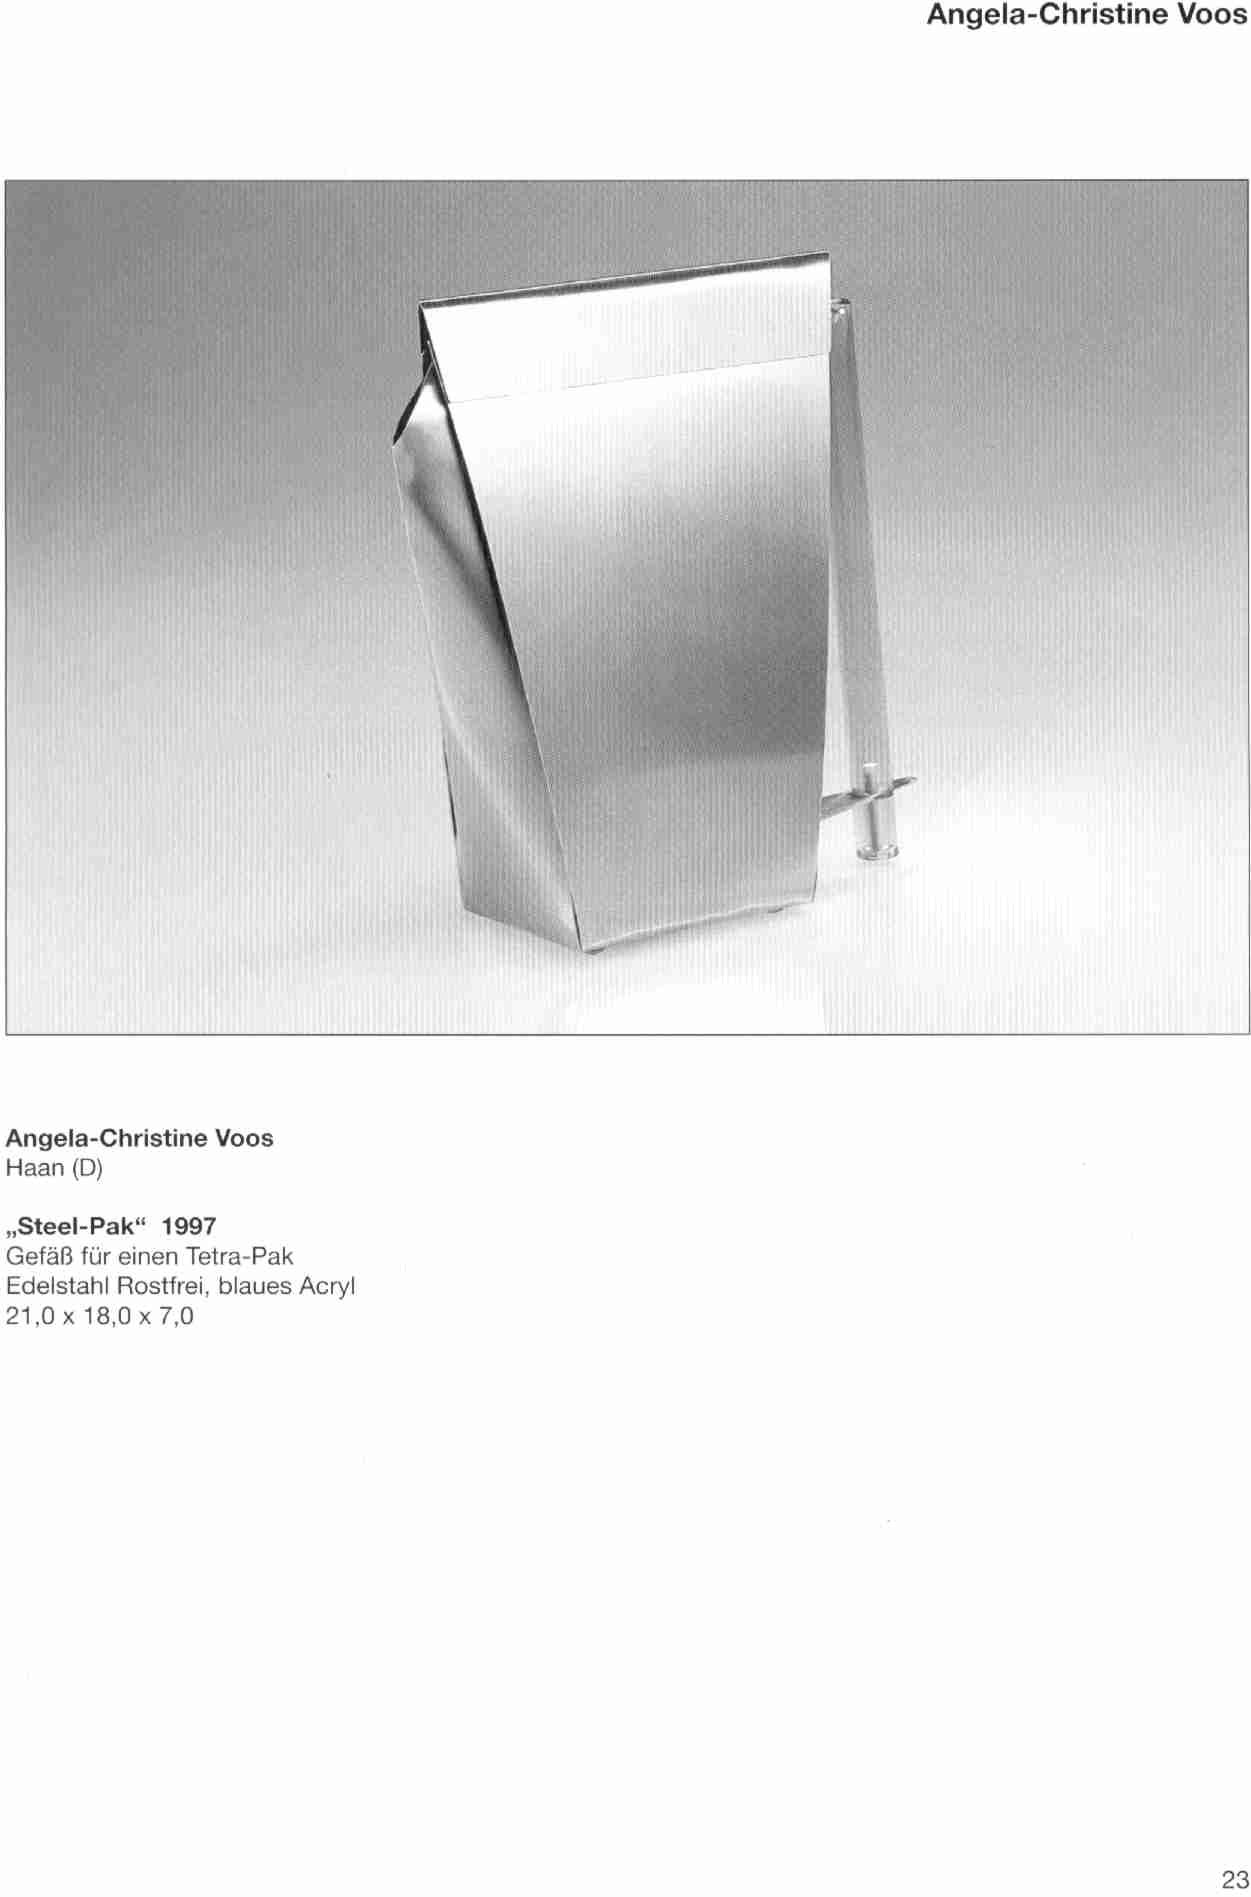 Angela-Christine Voos
Angela-Christine Voos
Haan (D)
„Steel-Pak“ 1997
Gefäß für einen Tetra-Pak
Edelstahl Rostfrei, blaues Acryl
21,0 x 18,0 x 7,0
23